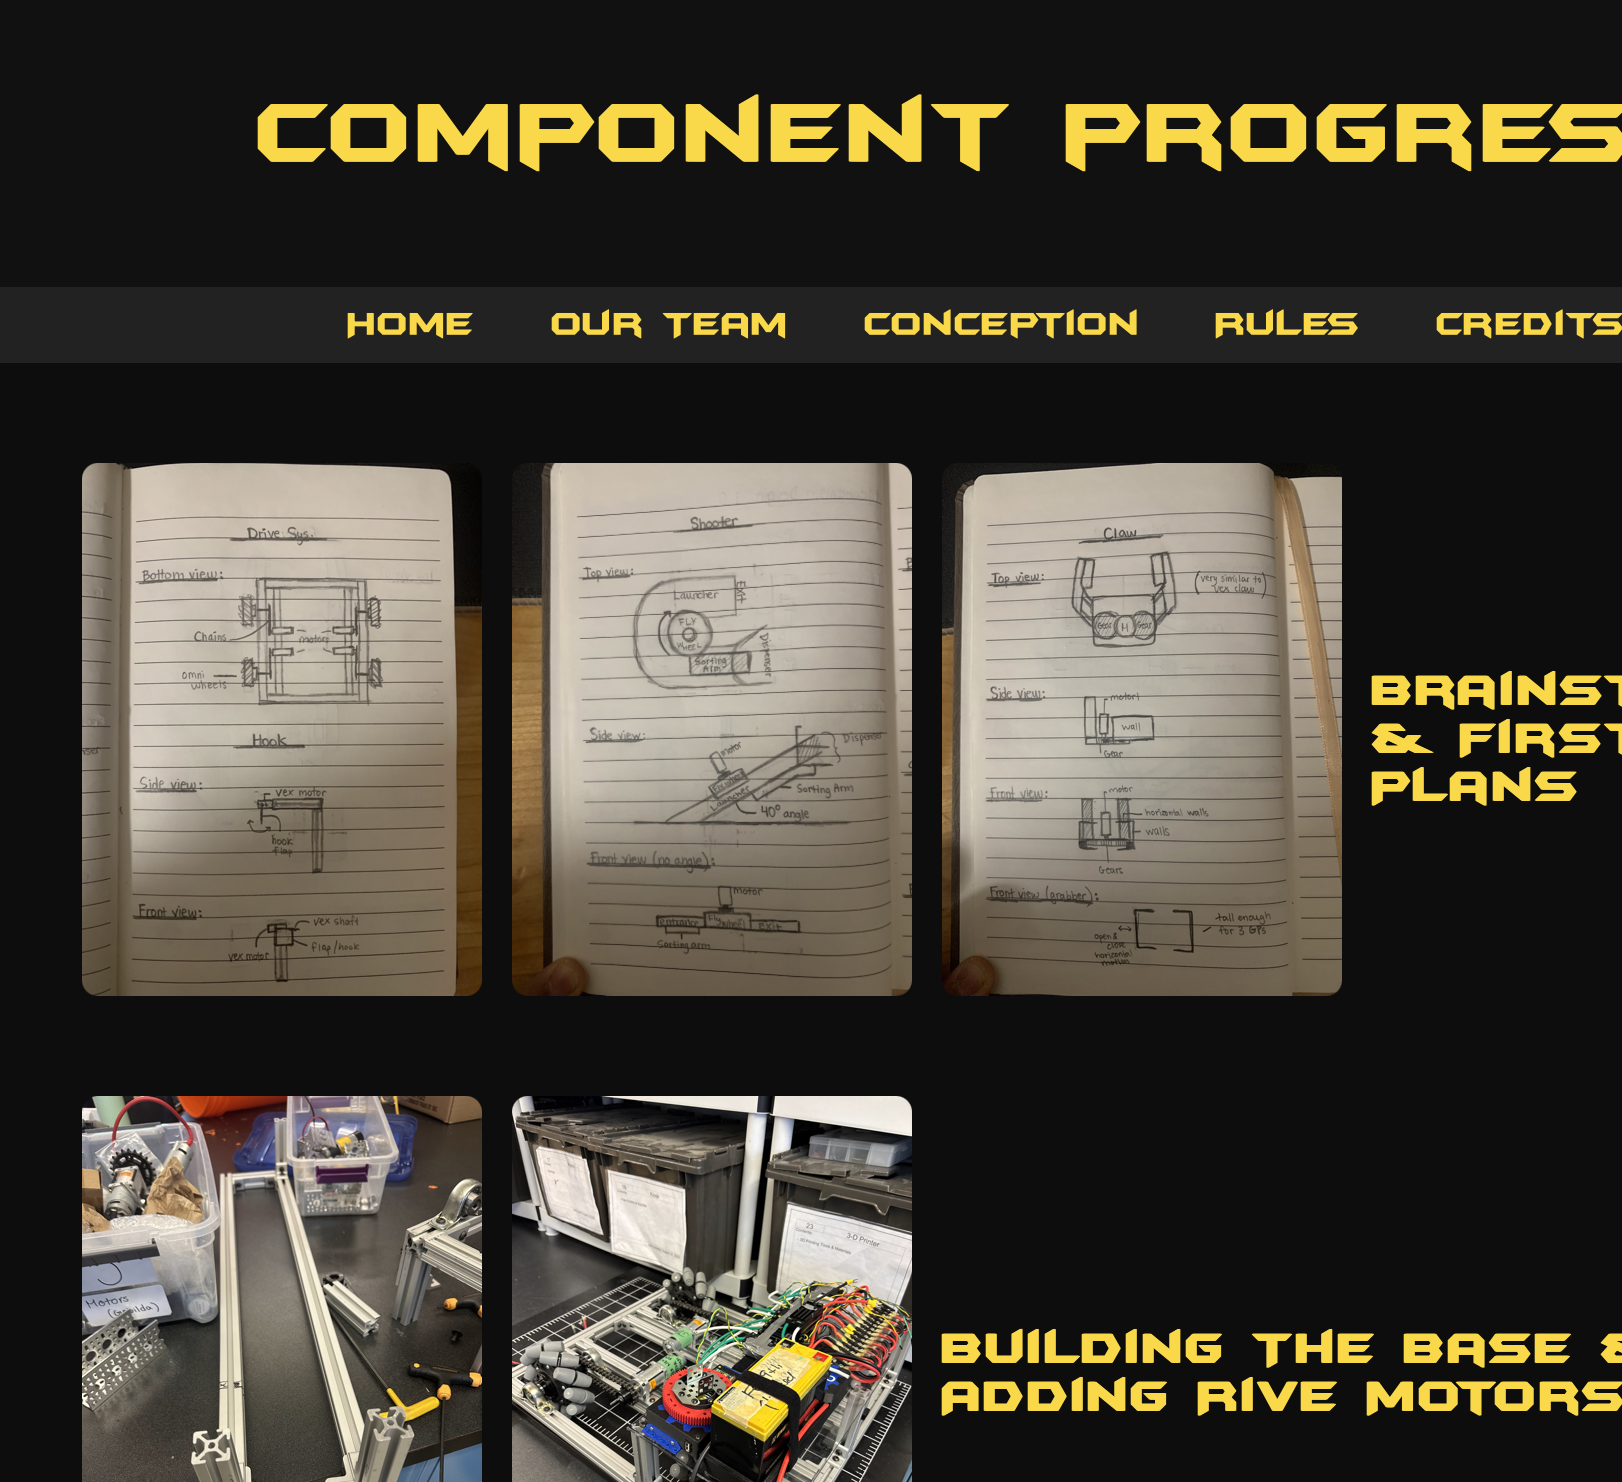 COMPONENT PROGRES
HOME OUR TEAM CONCEPTION RULES CREDITS
Drive Sys.
Bottom view:
Chains
motors
omni
wheels
Hook
Side view:
vex motor
hook
flap
Front view:
vex shaft
flap/hook
vex motor
Shooter
Top view:
Launcher
Exit
FLY
WHEEL
Sorting
Arm
Dispenser
Side view:
motor
Dispenser
Launcher
Sorting Arm
40° angle
Front view (no angle):
motor
entrance
Flywheel
exit
Sorting arm
Claw
Top view:
(very similar to
vex claw)
Gear M Gear
Side view:
motor
wall
Gear
Front view:
motor
horizontal walls
walls
Gears
Front view (grabber):
tall enough
for 3 GPs
open &
close
horizontal
motion
BRAINST
& FIRST
PLANS
Motors
(Gobilda)
23
3-D Printer
BUILDING THE BASE &
ADDING RIVE MOTORS